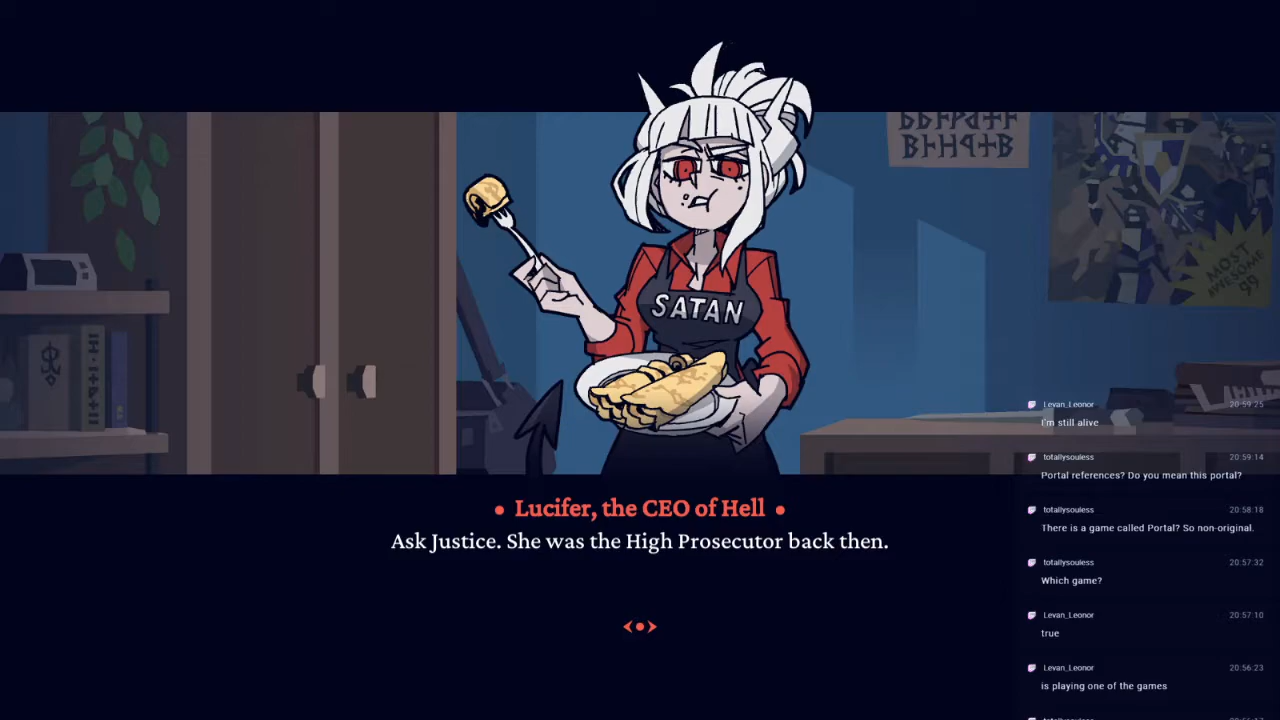 SATAN
MOST
AWESOME
99
• Lucifer, the CEO of Hell •
Ask Justice. She was the High Prosecutor back then.
Levan_Leonor 20:59:25
I'm still alive
totallysouless 20:59:14
Portal references? Do you mean this portal?
totallysouless 20:58:18
There is a game called Portal? So non-original.
totallysouless 20:57:32
Which game?
Levan_Leonor 20:57:10
true
Levan_Leonor 20:56:23
is playing one of the games